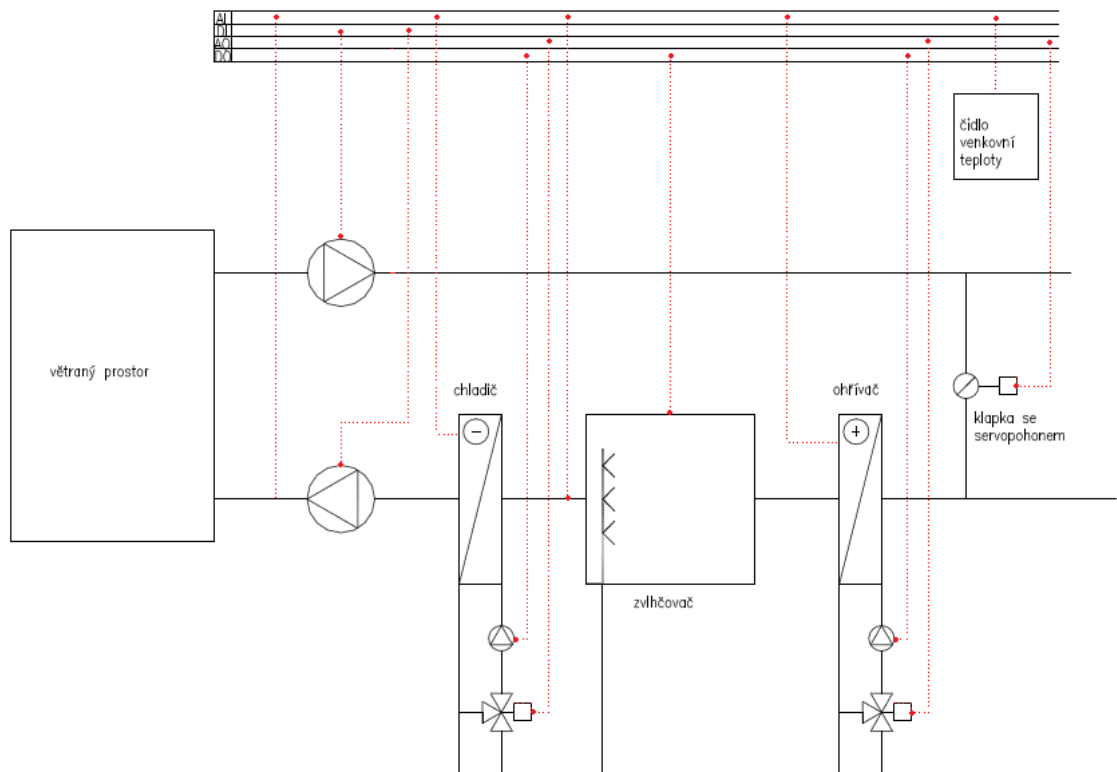 AI
DI
AO
DO
čidlo
venkovní
teploty
větraný prostor
chladič
ohřívač
klapka se
servopohonem
zvlhčovač